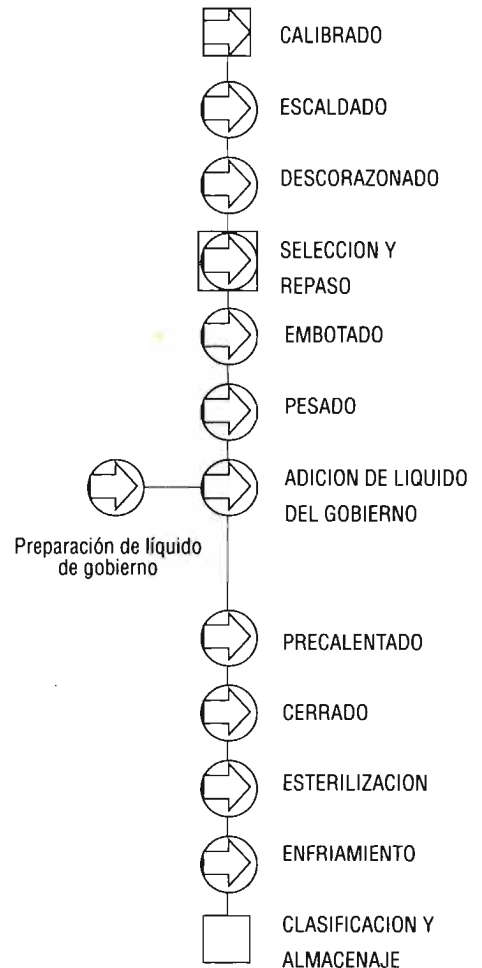 CALIBRADO
ESCALDADO
DESCORAZONADO
SELECCION Y
REPASO
EMBOTADO
PESADO
ADICION DE LIQUIDO
DEL GOBIERNO
Preparación de líquido
de gobierno
PRECALENTADO
CERRADO
ESTERILIZACION
ENFRIAMIENTO
CLASIFICACION Y
ALMACENAJE